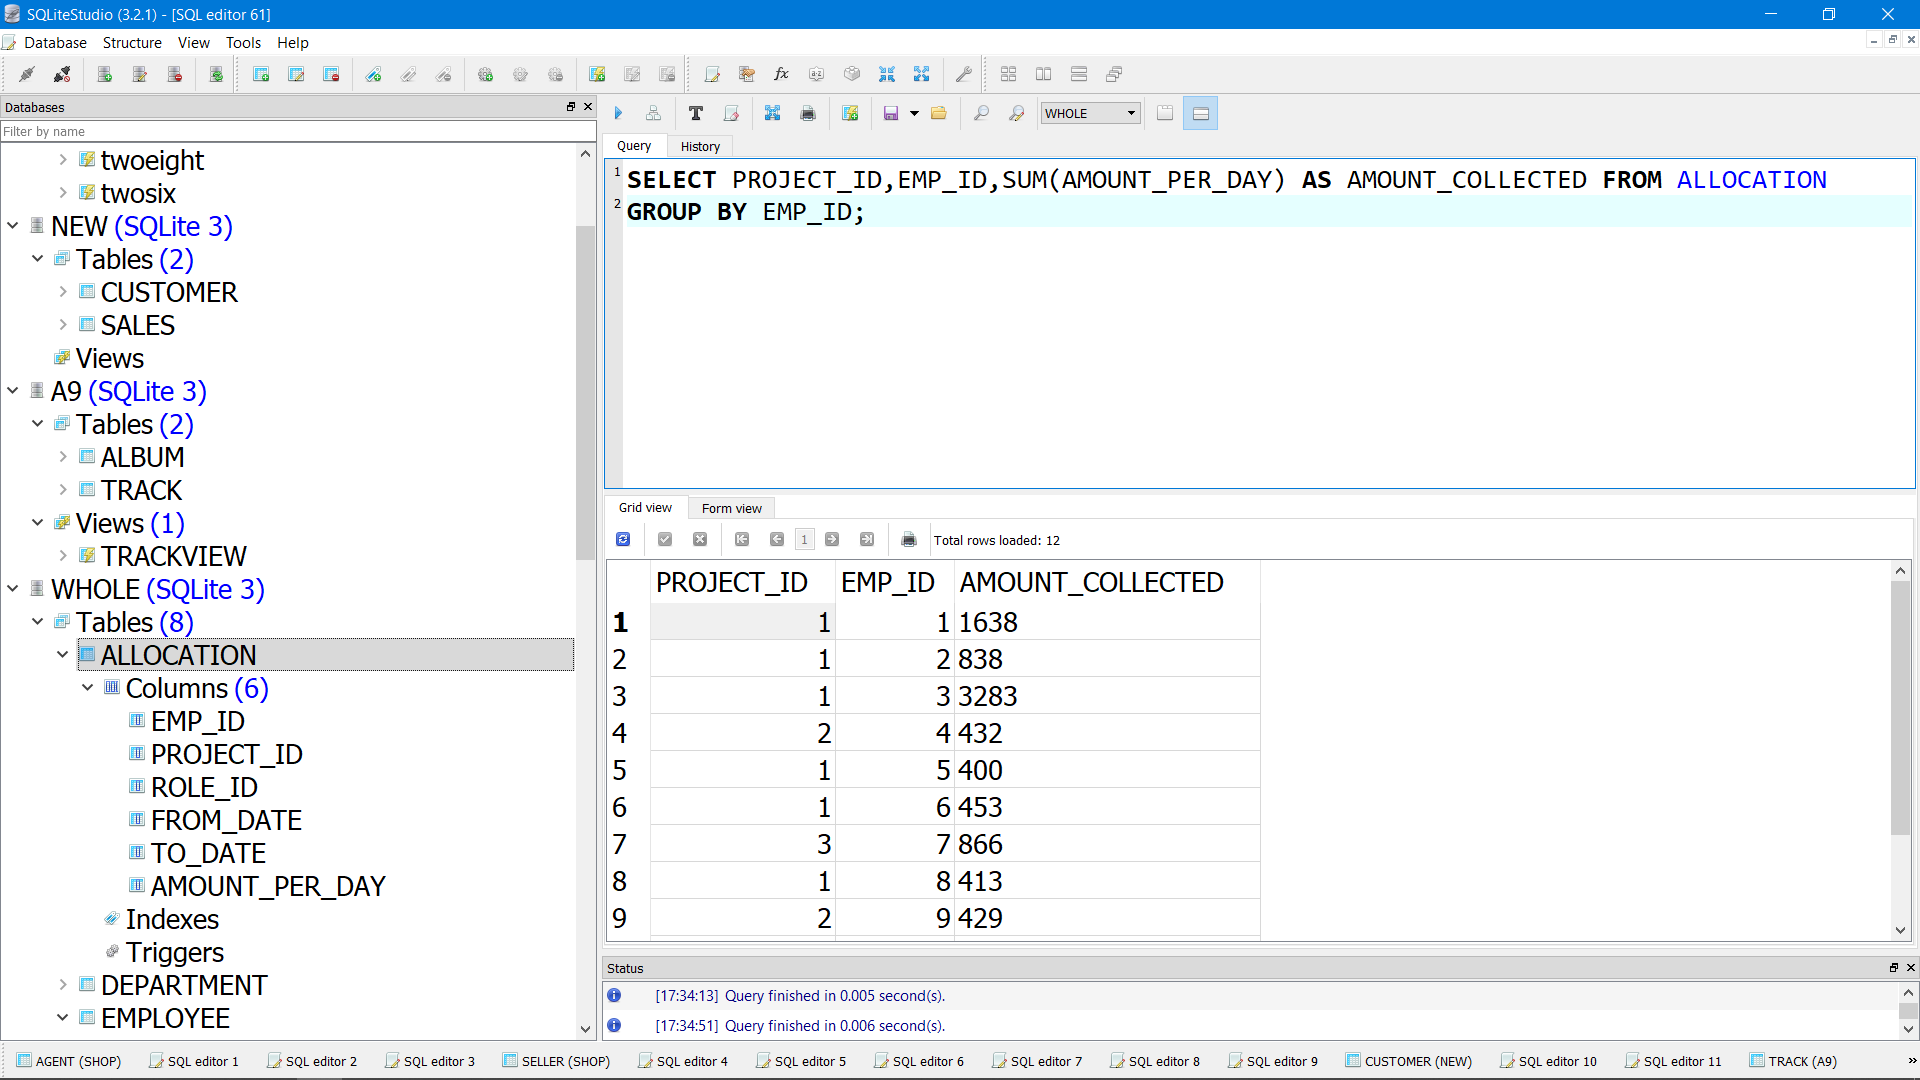 SQLiteStudio (3.2.1) - [SQL editor 61]
Database Structure View Tools Help
Databases
Filter by name
twoeight
twosix
NEW (SQLite 3)
Tables (2)
CUSTOMER
SALES
Views
A9 (SQLite 3)
Tables (2)
ALBUM
TRACK
Views (1)
TRACKVIEW
WHOLE (SQLite 3)
Tables (8)
ALLOCATION
Columns (6)
EMP_ID
PROJECT_ID
ROLE_ID
FROM_DATE
TO_DATE
AMOUNT_PER_DAY
Indexes
Triggers
DEPARTMENT
EMPLOYEE
WHOLE
Query History
1 SELECT PROJECT_ID,EMP_ID,SUM(AMOUNT_PER_DAY) AS AMOUNT_COLLECTED FROM ALLOCATION
2 GROUP BY EMP_ID;
Grid view Form view
1 Total rows loaded: 12
PROJECT_ID EMP_ID AMOUNT_COLLECTED
1 1 1 1638
2 1 2 838
3 1 3 3283
4 2 4 432
5 1 5 400
6 1 6 453
7 3 7 866
8 1 8 413
9 2 9 429
Status
[17:34:13] Query finished in 0.005 second(s).
[17:34:51] Query finished in 0.006 second(s).
AGENT (SHOP) SQL editor 1 SQL editor 2 SQL editor 3 SELLER (SHOP) SQL editor 4 SQL editor 5 SQL editor 6 SQL editor 7 SQL editor 8 SQL editor 9 CUSTOMER (NEW) SQL editor 10 SQL editor 11 TRACK (A9) »